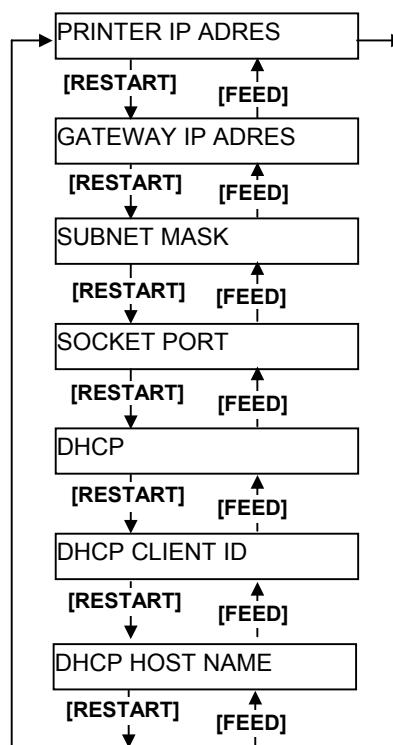 PRINTER IP ADRES
[RESTART] [FEED]
GATEWAY IP ADRES
[RESTART] [FEED]
SUBNET MASK
[RESTART] [FEED]
SOCKET PORT
[RESTART] [FEED]
DHCP
[RESTART] [FEED]
DHCP CLIENT ID
[RESTART] [FEED]
DHCP HOST NAME
[RESTART] [FEED]